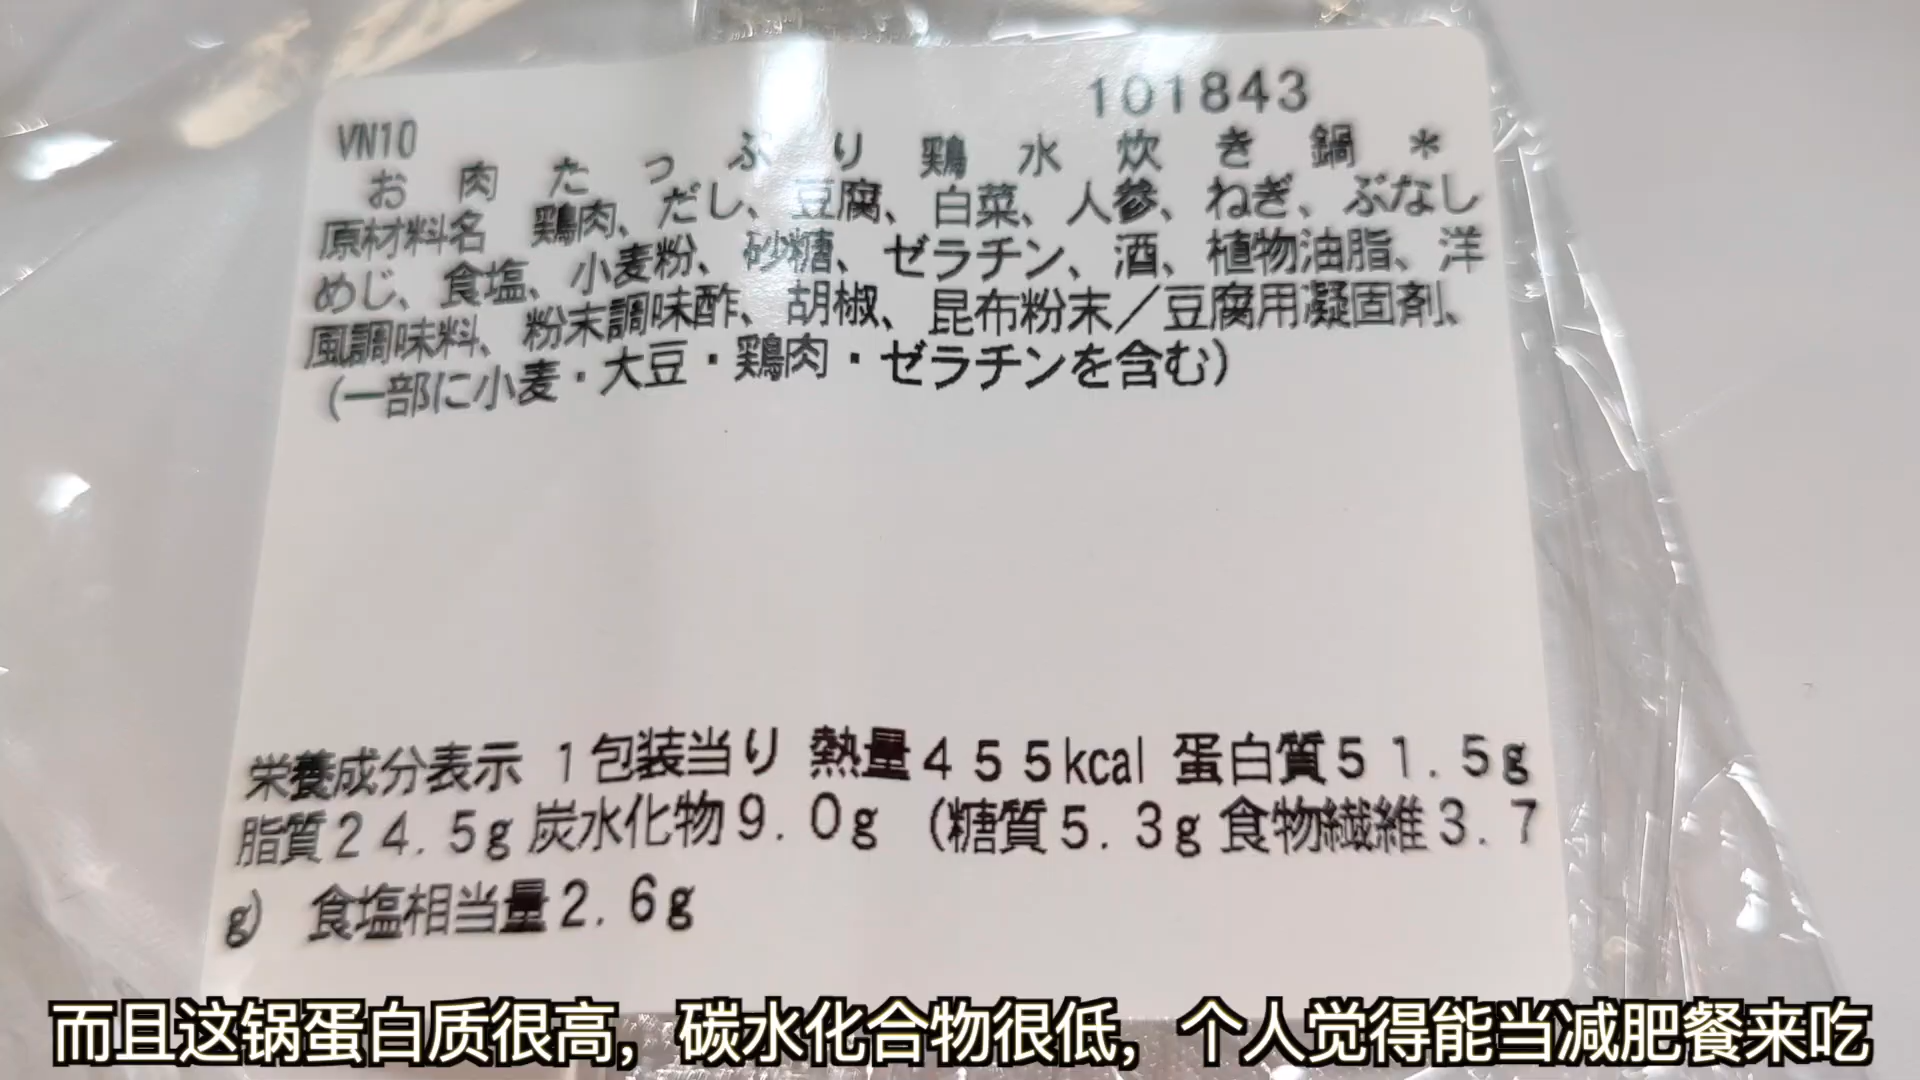 101843
VN10
お肉たっぷり鶏水炊き鍋*
原材料名 鶏肉、だし、豆腐、白菜、人参、ねぎ、ぶなし
めじ、食塩、小麦粉、砂糖、ゼラチン、酒、植物油脂、洋
風調味料、粉末調味酢、胡椒、昆布粉末/豆腐用凝固剤、
(一部に小麦・大豆・鶏肉・ゼラチンを含む)
栄養成分表示 1包装当り 熱量455kcal 蛋白質51.5g
脂質24.5g 炭水化物9.0g (糖質5.3g 食物繊維3.7
g) 食塩相当量2.6g
而且这锅蛋白质很高，碳水化合物很低，个人觉得能当减肥餐来吃